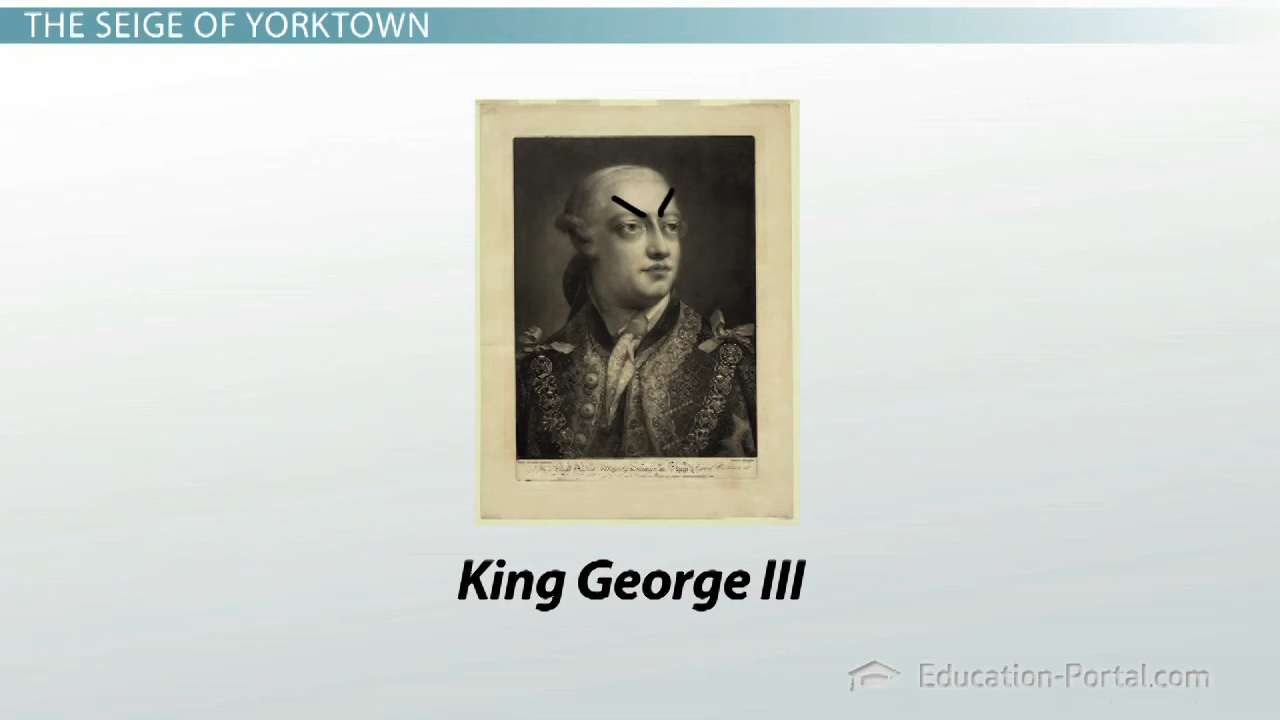 THE SEIGE OF YORKTOWN
King George III
Education-Portal.com